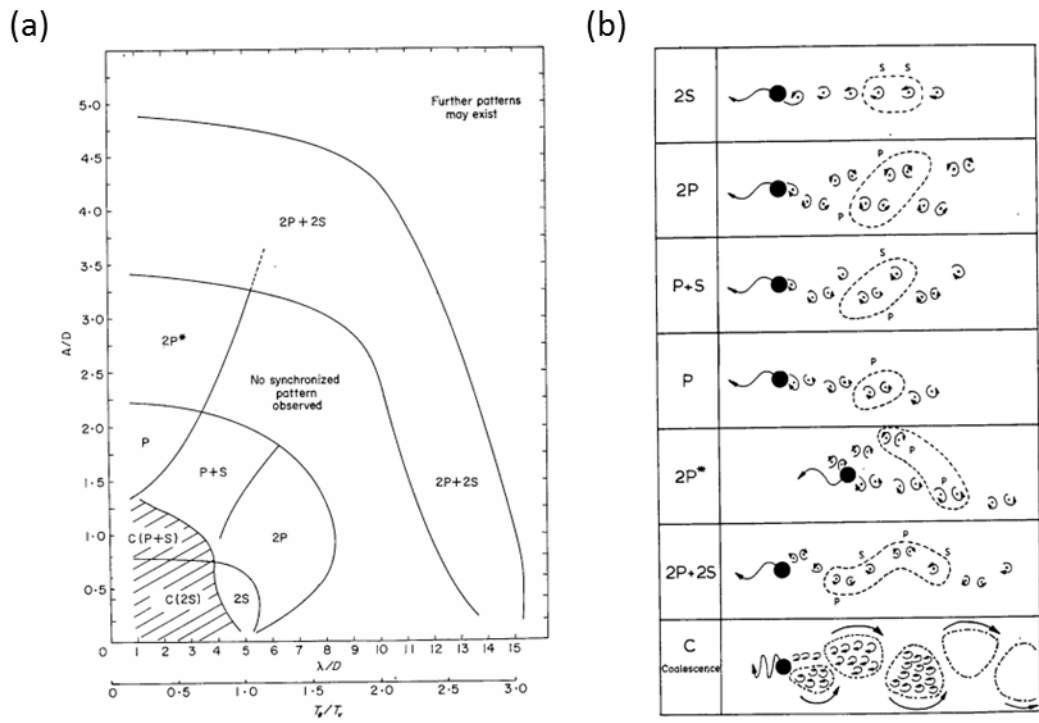 (a)
5·0
4·5
4·0
3·5
3·0
2·5
2·0
1·5
1·0
0·5
A/D
Further patterns
may exist
2P+2S
2P*
No synchronized
pattern
observed
P
P+S
2P+2S
C(P+S)
2P
C(2S)
2S
0 1 2 3 4 5 6 7 8 9 10 11 12 13 14 15
λ/D
0 0·5 1·0 1·5 2·0 2·5 3·0
Te/Tv
(b)
2S
S S
2P
P
P
P+S
S
P
P
P
2P*
P
P
2P+2S
P
S
S
P
C
Coalescence